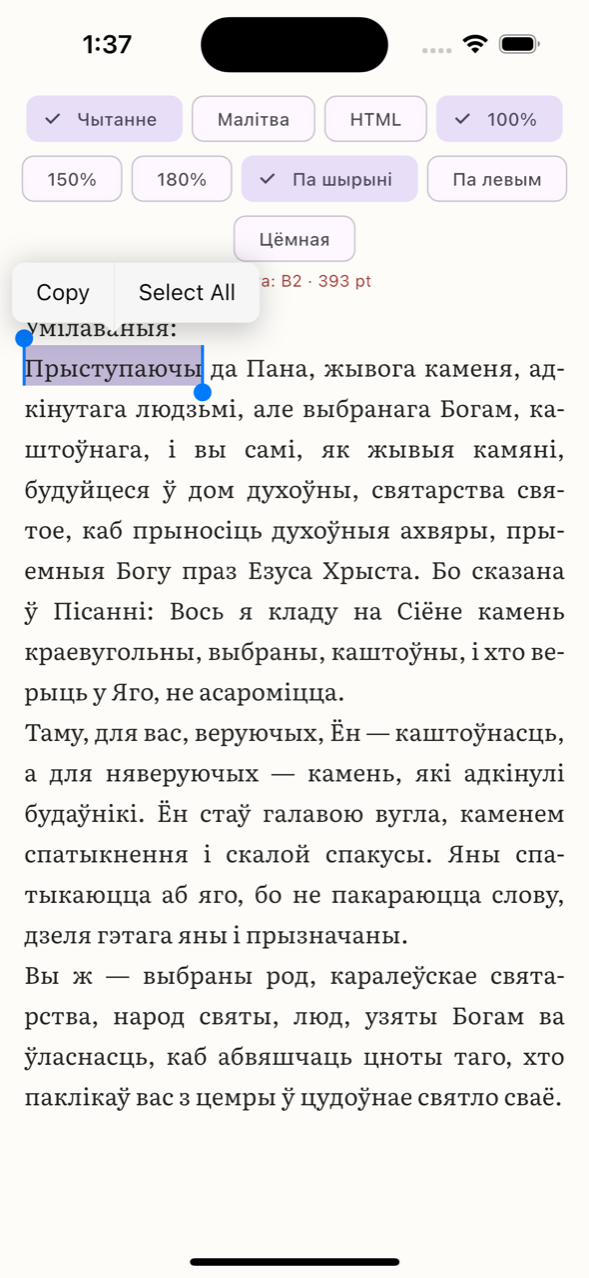 1:37
Чытанне Малітва HTML 100%
150% 180% Па шырыні Па левым
Цёмная
а: B2 · 393 pt
Copy Select All
Умілаваныя:
Прыступаючы да Пана, жывога каменя, ад-
кінутага людзьмі, але выбранага Богам, ка-
штоўнага, і вы самі, як жывыя камяні,
будуйцеся ў дом духоўны, святарства свя-
тое, каб прыносіць духоўныя ахвяры, пры-
емныя Богу праз Езуса Хрыста. Бо сказана
ў Пісанні: Вось я кладу на Сіёне камень
краевугольны, выбраны, каштоўны, і хто ве-
рыць у Яго, не асароміцца.
Таму, для вас, веруючых, Ён — каштоўнасць,
а для няверуючых — камень, які адкінулі
будаўнікі. Ён стаў галавою вугла, каменем
спатыкнення і скалой спакусы. Яны спа-
тыкаюцца аб яго, бо не пакараюцца слову,
дзеля гэтага яны і прызначаны.
Вы ж — выбраны род, каралеўскае свята-
рства, народ святы, люд, узяты Богам ва
ўласнасць, каб абвяшчаць цноты таго, хто
паклікаў вас з цемры ў цудоўнае святло сваё.